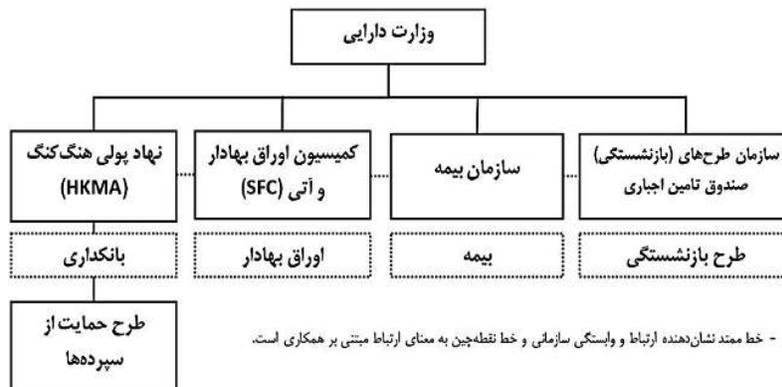 وزارت دارایی
سازمان طرح‌های (بازنشستگی)
صندوق تامین اجباری
سازمان بیمه
کمیسیون اوراق بهادار
و آتی (SFC)
نهاد پولی هنگ‌کنگ
(HKMA)
طرح بازنشستگی
بیمه
اوراق بهادار
بانکداری
طرح حمایت از
سپرده‌ها
- خط ممتد نشان‌دهنده ارتباط و وابستگی سازمانی و خط نقطه‌چین به معنای ارتباط مبتنی بر همکاری است.